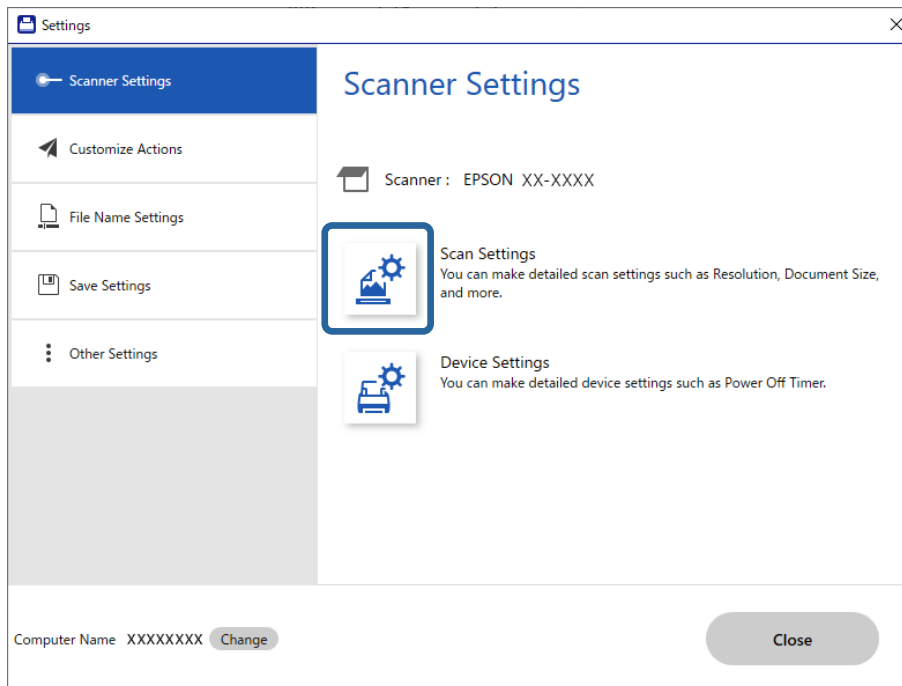 Settings
Scanner Settings
Customize Actions
File Name Settings
Save Settings
Other Settings
Scanner Settings
Scanner : EPSON XX-XXXX
Scan Settings
You can make detailed scan settings such as Resolution, Document Size,
and more.
Device Settings
You can make detailed device settings such as Power Off Timer.
Computer Name XXXXXXXX Change
Close